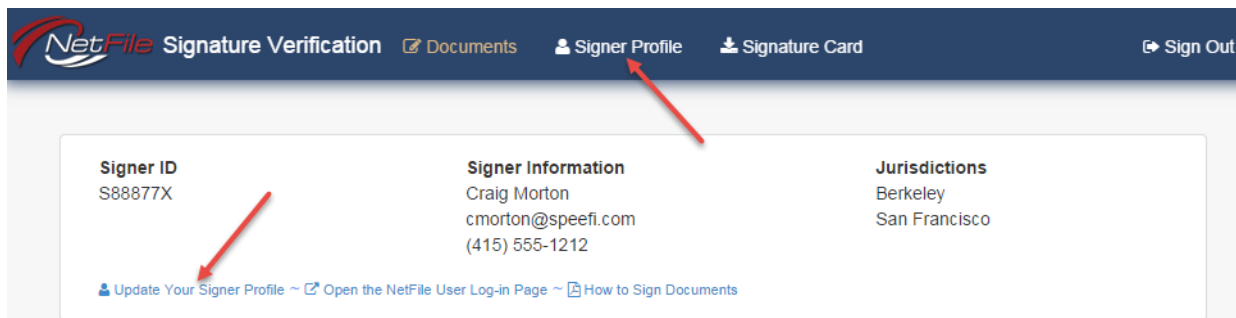 NetFile Signature Verification Documents Signer Profile Signature Card Sign Out
Signer ID
S88877X
Signer Information
Craig Morton
cmorton@speefi.com
(415) 555-1212
Jurisdictions
Berkeley
San Francisco
Update Your Signer Profile ~ Open the NetFile User Log-in Page ~ How to Sign Documents